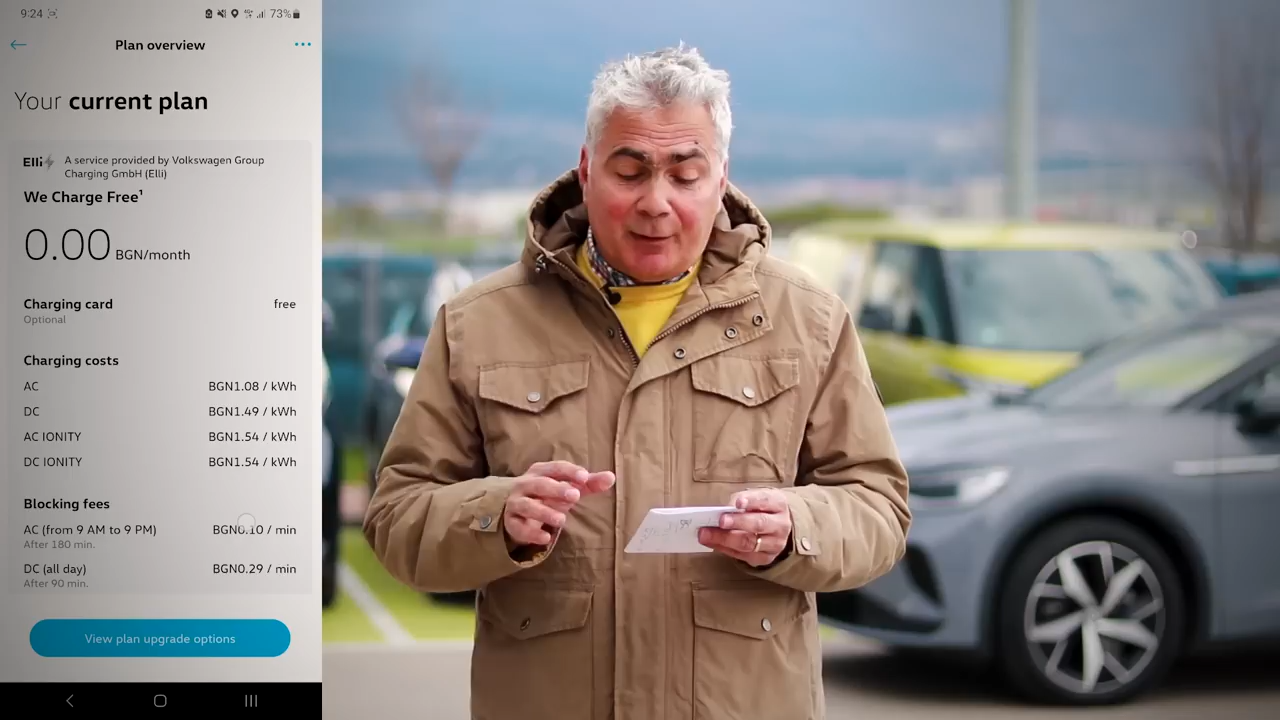 9:24
73%
Plan overview
Your current plan
Elli
A service provided by Volkswagen Group
Charging GmbH (Elli)
We Charge Free¹
0.00 BGN/month
Charging card free
Optional
Charging costs
AC BGN1.08 / kWh
DC BGN1.49 / kWh
AC IONITY BGN1.54 / kWh
DC IONITY BGN1.54 / kWh
Blocking fees
AC (from 9 AM to 9 PM) BGN0.10 / min
After 180 min.
DC (all day) BGN0.29 / min
After 90 min.
View plan upgrade options